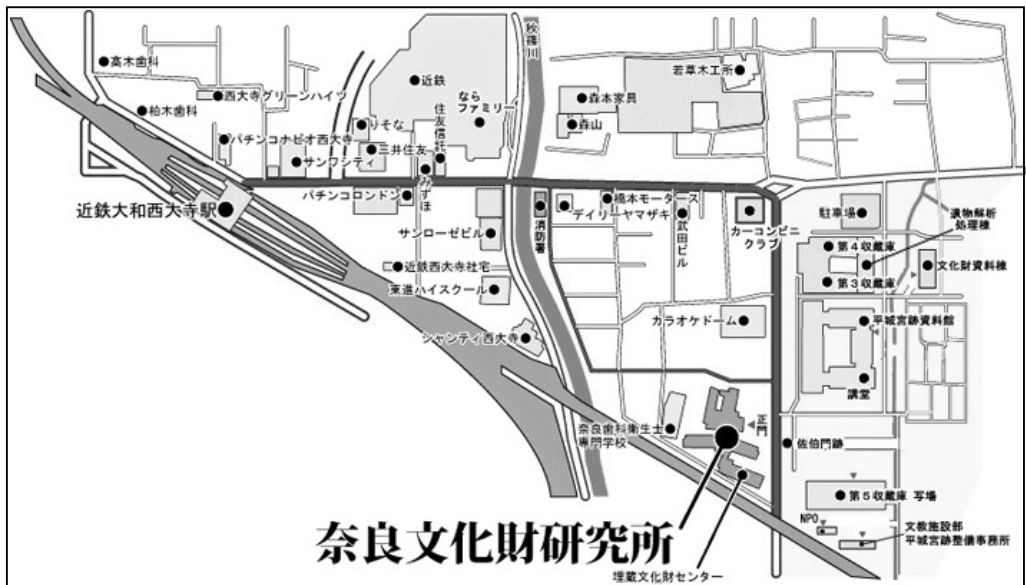 高木歯科
柏木歯科
西大寺グリーンハイツ
パチンコナビオ西大寺
サンワシティ
近鉄大和西大寺駅
りそな
三井住友
近鉄
なら
ファミリー
住友信託
みずほ
パチンコロンドン
サンローゼビル
近鉄西大寺社宅
東進ハイスクール
シャンティ西大寺
秋篠川
森本家具
森山
若草木工所
消防署
デイリーヤマザキ
橋本モータース
武田ビル
カーコンビニ
クラブ
カラオケドーム
駐車場
遺物解析
処理棟
第4収蔵庫
第3収蔵庫
文化財資料棟
平城宮跡資料館
講堂
奈良歯科衛生士
専門学校
正門
佐伯門跡
第5収蔵庫 写場
NPO
文教施設部
平城宮跡整備事務所
奈良文化財研究所
埋蔵文化財センター